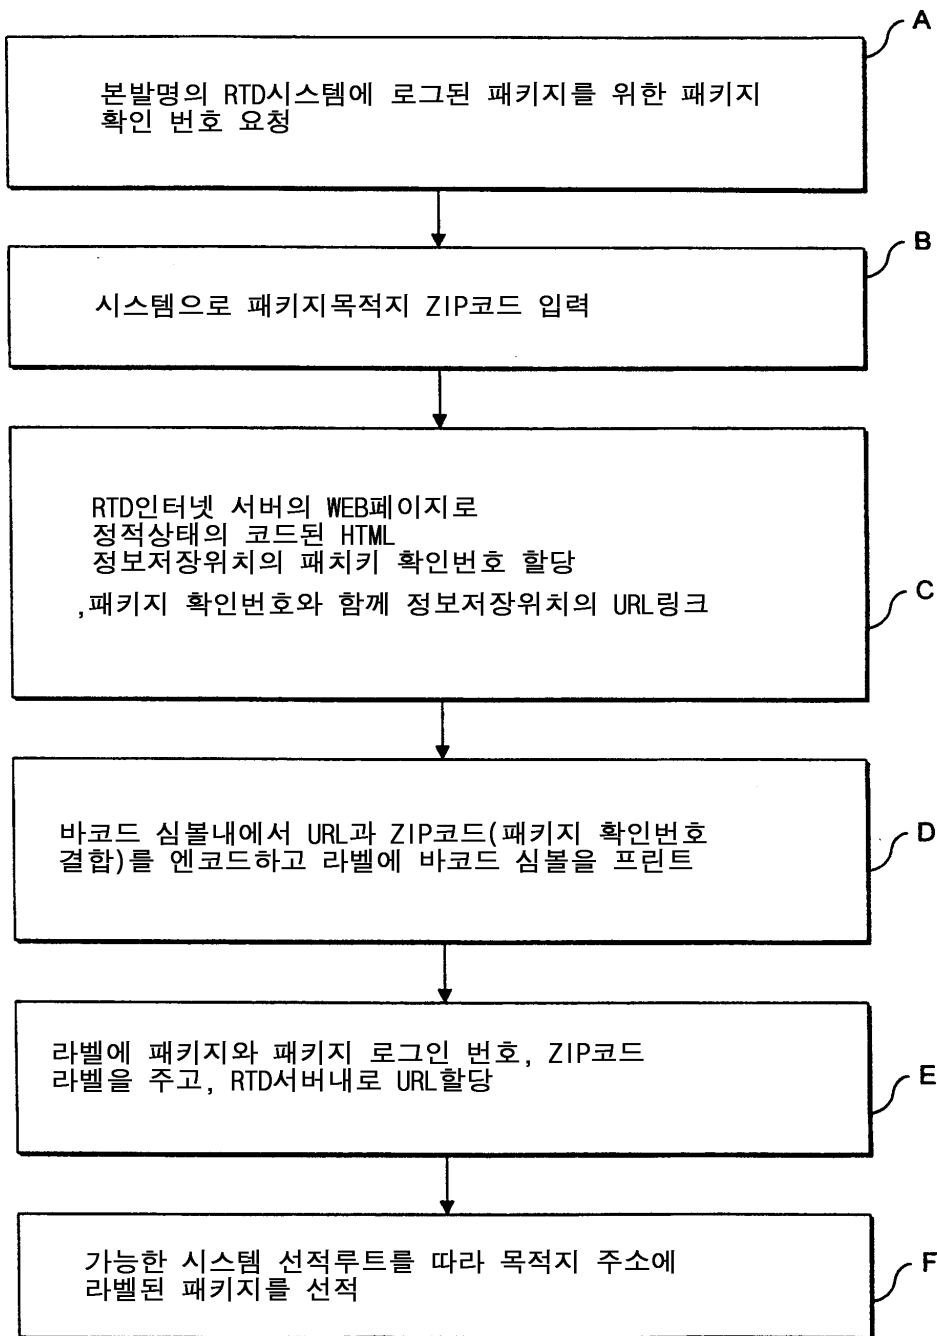 A
본발명의 RTD시스템에 로그된 패키지를 위한 패키지
확인 번호 요청
B
시스템으로 패키지목적지 ZIP코드 입력
RTD인터넷 서버의 WEB페이지로
정적상태의 코드된 HTML
정보저장위치의 패치키 확인번호 할당
,패키지 확인번호와 함께 정보저장위치의 URL링크
C
바코드 심볼내에서 URL과 ZIP코드(패키지 확인번호
결합)를 엔코드하고 라벨에 바코드 심볼을 프린트
D
라벨에 패키지와 패키지 로그인 번호, ZIP코드
라벨을 주고, RTD서버내로 URL할당
E
가능한 시스템 선적루트를 따라 목적지 주소에
라벨된 패키지를 선적
F